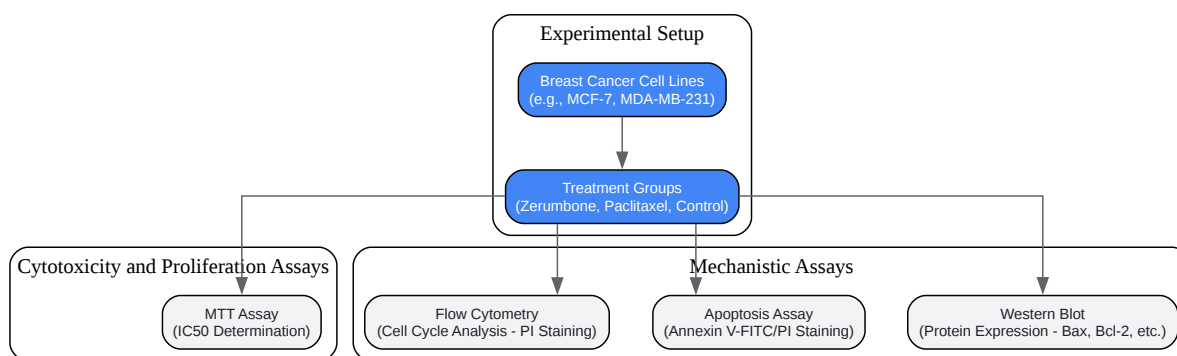 Experimental Setup
Breast Cancer Cell Lines
(e.g., MCF-7, MDA-MB-231)
Treatment Groups
(Zerumbone, Paclitaxel, Control)
Cytotoxicity and Proliferation Assays
MTT Assay
(IC50 Determination)
Mechanistic Assays
Flow Cytometry
(Cell Cycle Analysis - PI Staining)
Apoptosis Assay
(Annexin V-FITC/PI Staining)
Western Blot
(Protein Expression - Bax, Bcl-2, etc.)